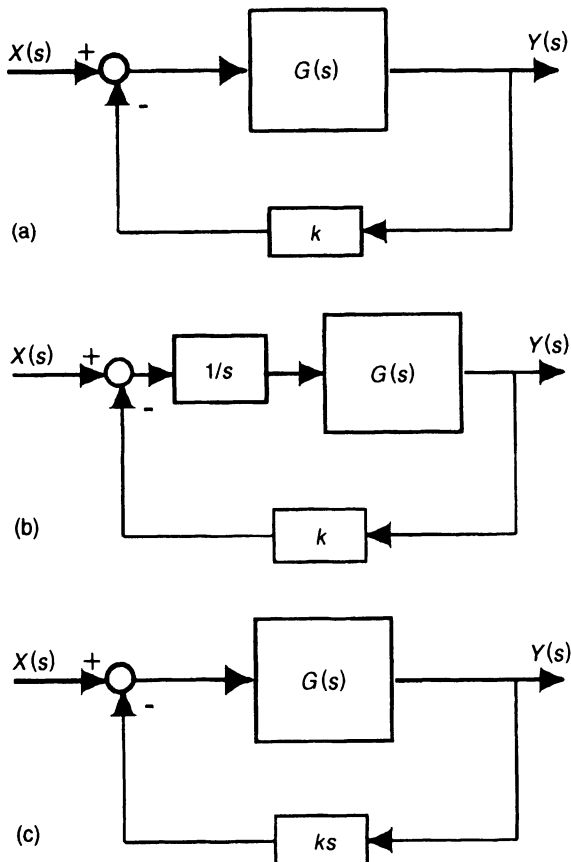 X(s) + G(s) Y(s)
-
(a) k
X(s) + 1/s G(s) Y(s)
-
(b) k
X(s) + G(s) Y(s)
-
(c) ks